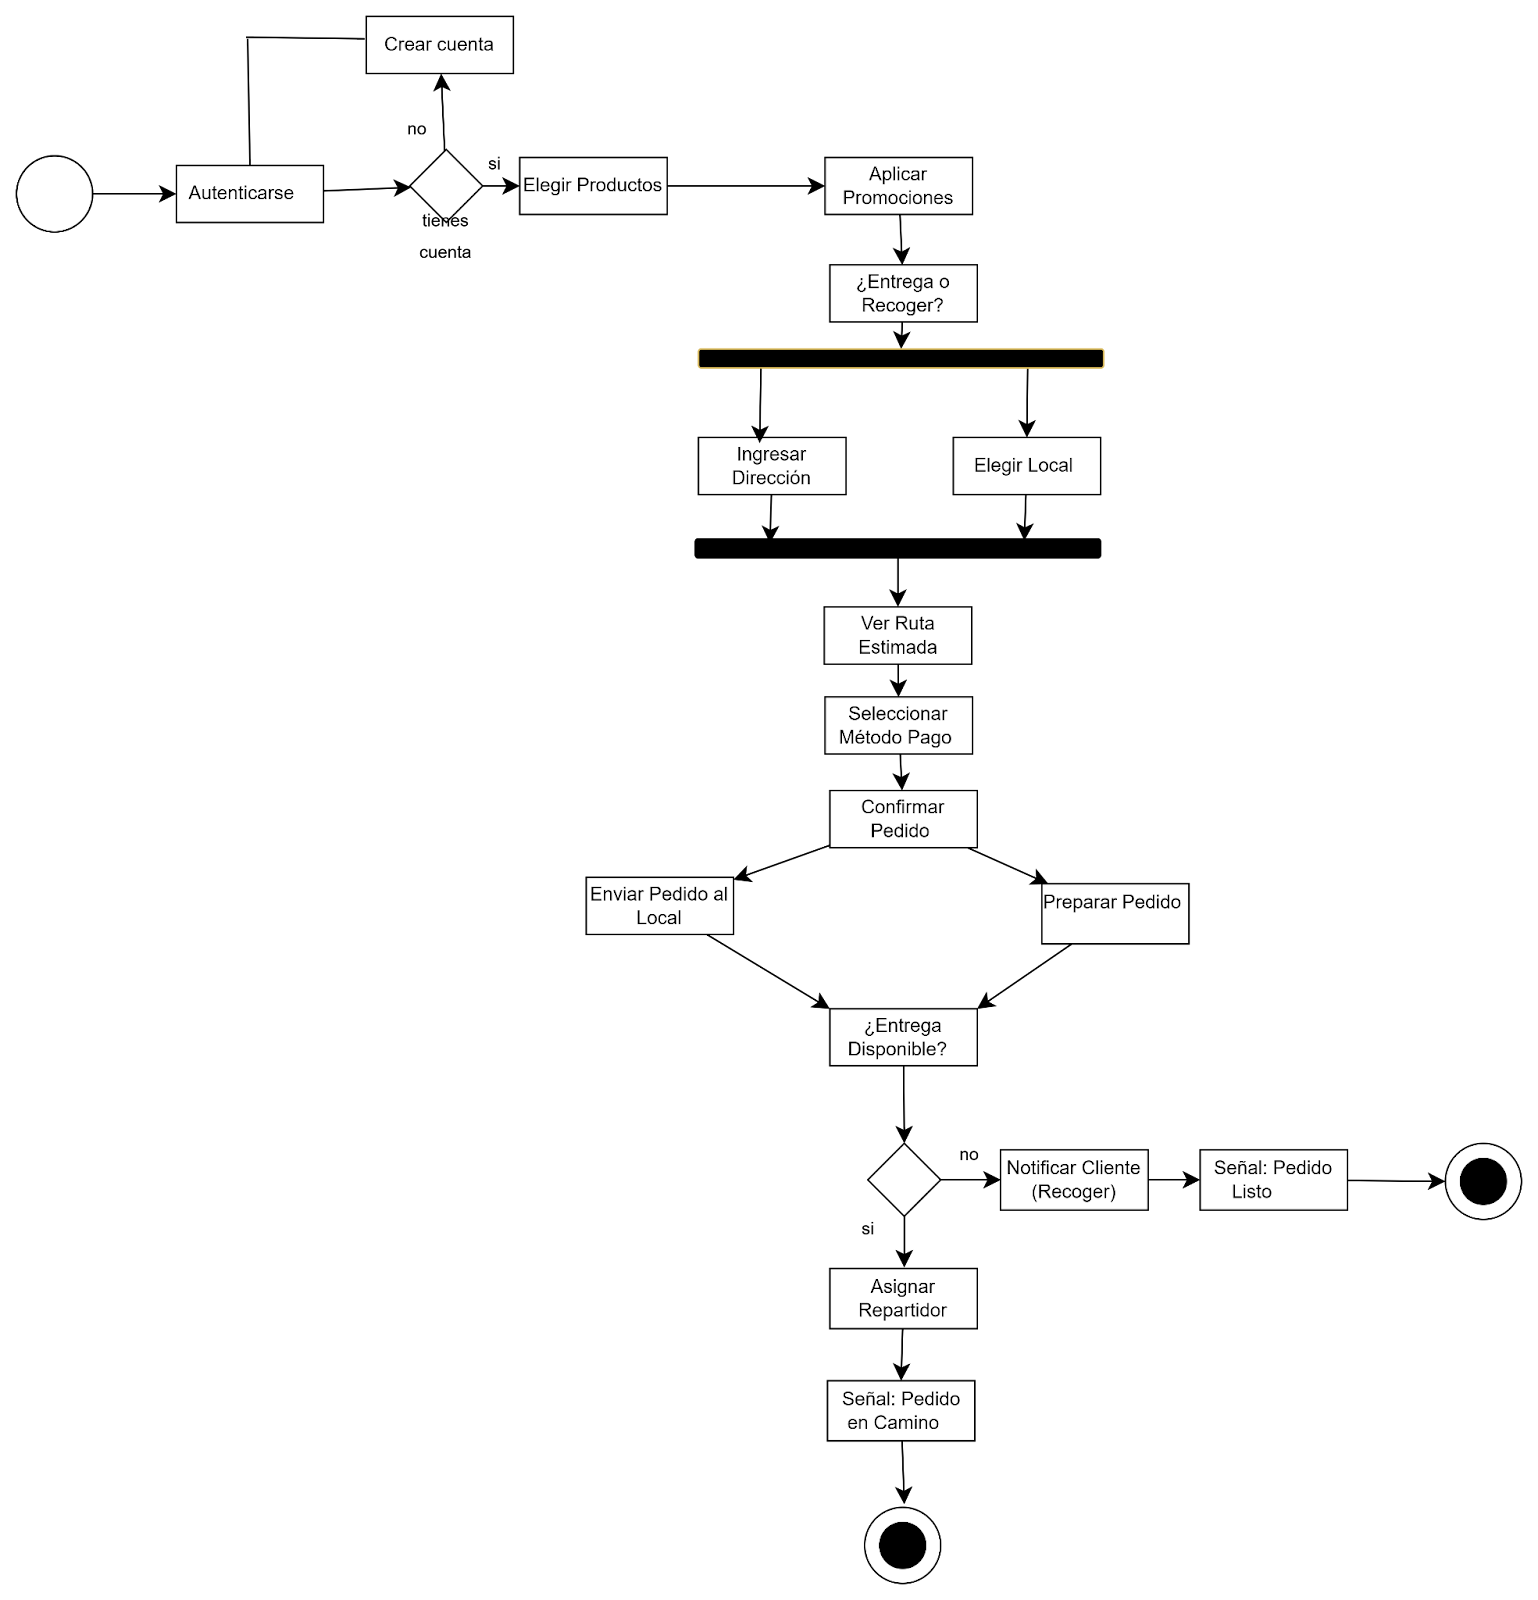 Crear cuenta
no
si
Autenticarse
tienes
cuenta
Elegir Productos
Aplicar
Promociones
¿Entrega o
Recoger?
Ingresar
Dirección
Elegir Local
Ver Ruta
Estimada
Seleccionar
Método Pago
Confirmar
Pedido
Enviar Pedido al
Local
Preparar Pedido
¿Entrega
Disponible?
no
Notificar Cliente
(Recoger)
Señal: Pedido
Listo
si
Asignar
Repartidor
Señal: Pedido
en Camino